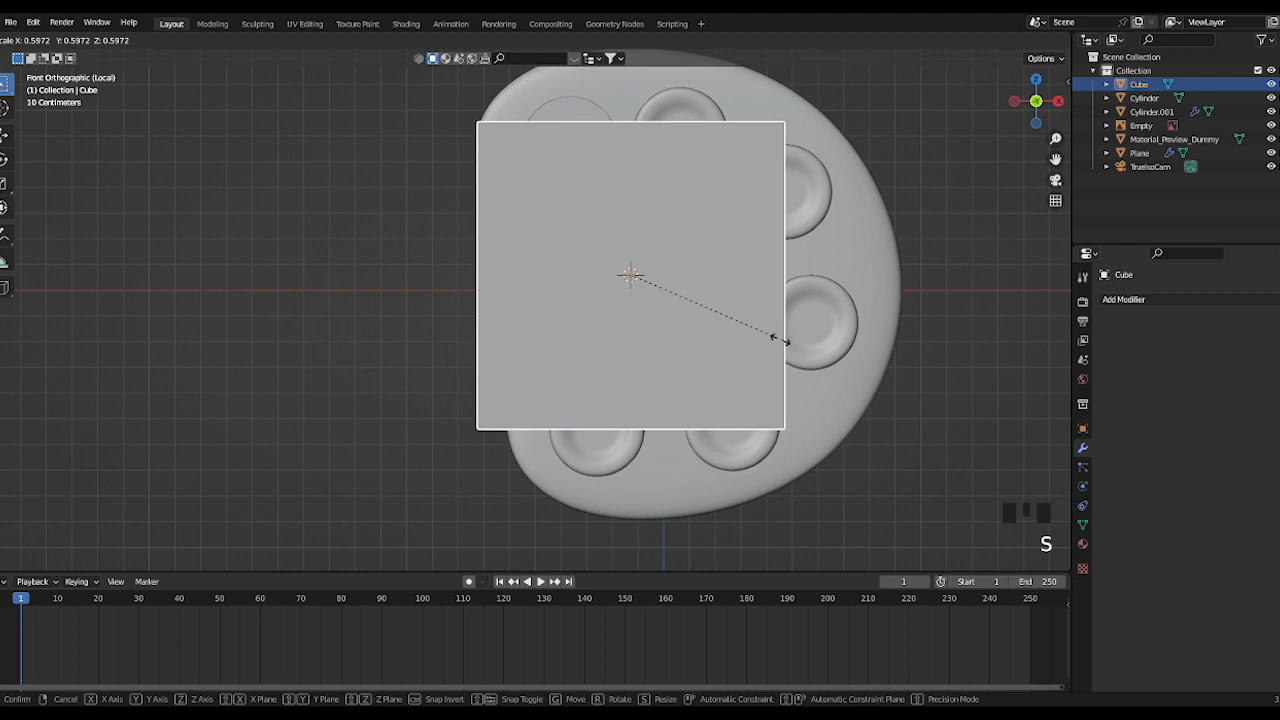 File Edit Render Window Help Layout Modeling Sculpting UV Editing Texture Paint Shading Animation Rendering Compositing Geometry Nodes Scripting + Scene ViewLayer
Scale X: 0.5972 Y: 0.5972 Z: 0.5972
Options
Front Orthographic (Local)
(1) Collection | Cube
10 Centimeters
Z
X
Y
Scene Collection
Collection
Cube
Cylinder
Cylinder.001
Empty
Material_Preview_Dummy
Plane
TrueIsoCam
Cube
Add Modifier
S
Playback Keying View Marker 1 Start 1 End 250
1 10 20 30 40 50 60 70 80 90 100 110 120 130 140 150 160 170 180 190 200 210 220 230 240 250
Confirm Cancel X X Axis Y Y Axis Z Z Axis X X Plane Y Y Plane Z Z Plane Ctrl Snap Invert Snap Toggle G Move R Rotate S Resize Automatic Constraint Automatic Constraint Plane Precision Mode